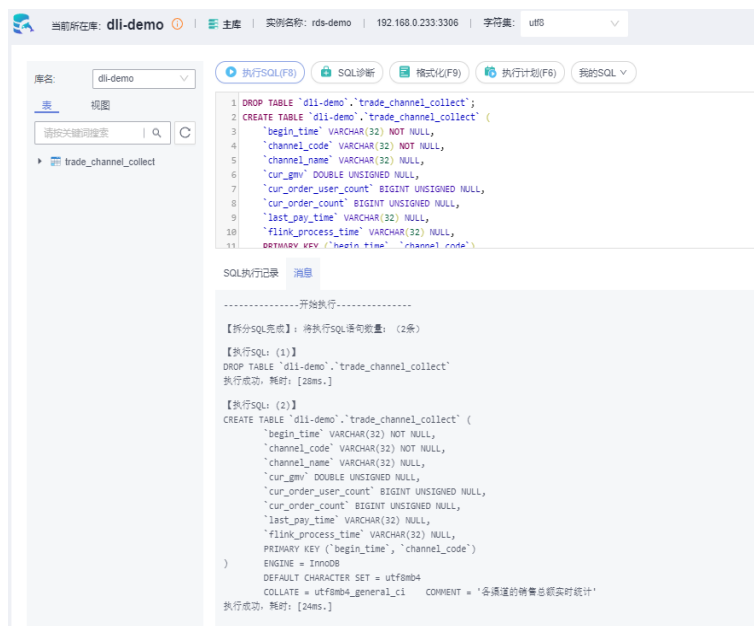 当前所在库: dli-demo 主库 实例名称: rds-demo 192.168.0.233:3306 字符集: utf8
库名: dli-demo
表 视图
请按关键词搜索
trade_channel_collect
执行SQL(F8) SQL诊断 格式化(F9) 执行计划(F6) 我的SQL
1 DROP TABLE `dli-demo`.`trade_channel_collect`;
2 CREATE TABLE `dli-demo`.`trade_channel_collect` (
3 `begin_time` VARCHAR(32) NOT NULL,
4 `channel_code` VARCHAR(32) NOT NULL,
5 `channel_name` VARCHAR(32) NULL,
6 `cur_gmv` DOUBLE UNSIGNED NULL,
7 `cur_order_user_count` BIGINT UNSIGNED NULL,
8 `cur_order_count` BIGINT UNSIGNED NULL,
9 `last_pay_time` VARCHAR(32) NULL,
10 `flink_process_time` VARCHAR(32) NULL,
11 PRIMARY KEY (`begin_time`, `channel_code`)
SQL执行记录 消息
---------------开始执行---------------
【拆分SQL完成】: 将执行SQL语句数量: (2条)
【执行SQL: (1)】
DROP TABLE `dli-demo`.`trade_channel_collect`
执行成功, 耗时: [28ms.]
【执行SQL: (2)】
CREATE TABLE `dli-demo`.`trade_channel_collect` (
`begin_time` VARCHAR(32) NOT NULL,
`channel_code` VARCHAR(32) NOT NULL,
`channel_name` VARCHAR(32) NULL,
`cur_gmv` DOUBLE UNSIGNED NULL,
`cur_order_user_count` BIGINT UNSIGNED NULL,
`cur_order_count` BIGINT UNSIGNED NULL,
`last_pay_time` VARCHAR(32) NULL,
`flink_process_time` VARCHAR(32) NULL,
PRIMARY KEY (`begin_time`, `channel_code`)
) ENGINE = InnoDB
DEFAULT CHARACTER SET = utf8mb4
COLLATE = utf8mb4_general_ci COMMENT = '各渠道的销售总额实时统计'
执行成功, 耗时: [24ms.]